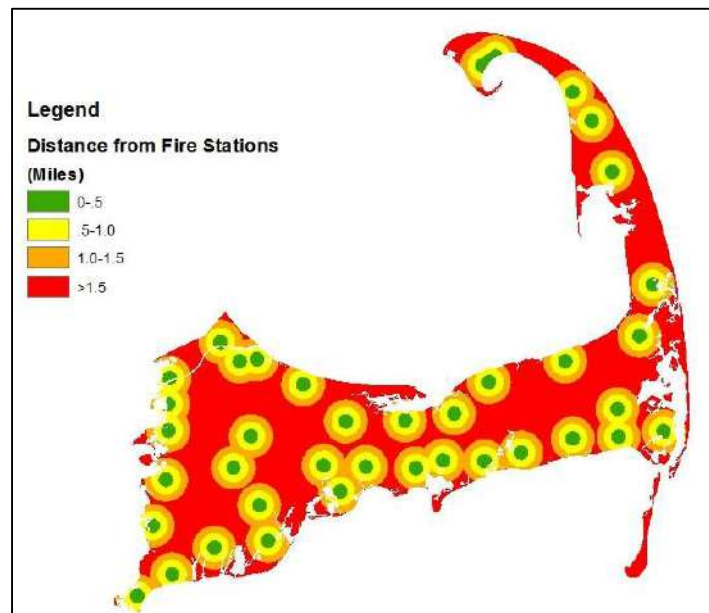 Legend
Distance from Fire Stations
(Miles)
0-.5
.5-1.0
1.0-1.5
>1.5